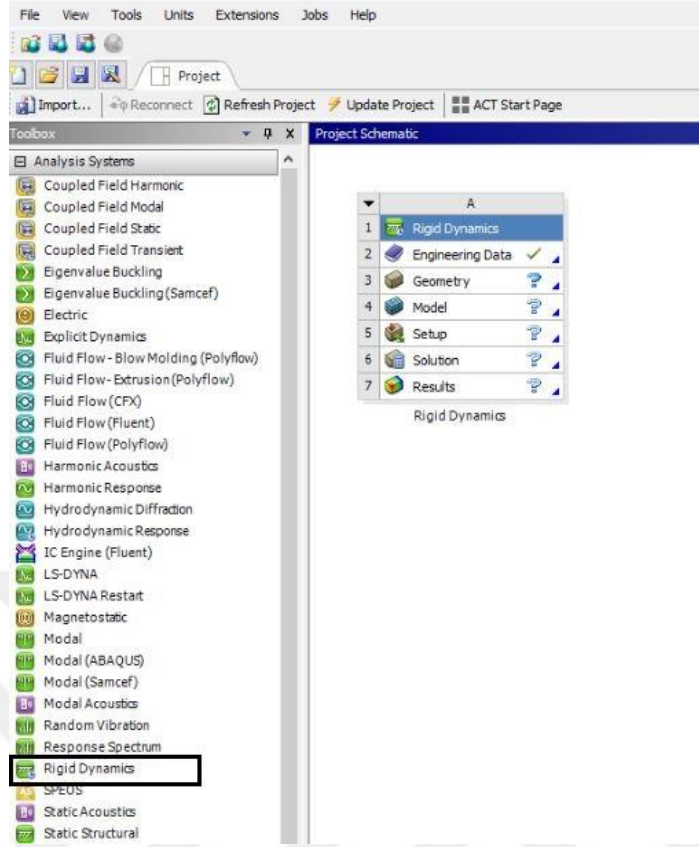 File View Tools Units Extensions Jobs Help
Project
Import... Reconnect Refresh Project Update Project ACT Start Page
Toolbox
Analysis Systems
Coupled Field Harmonic
Coupled Field Modal
Coupled Field Static
Coupled Field Transient
Eigenvalue Buckling
Eigenvalue Buckling (Samcef)
Electric
Explicit Dynamics
Fluid Flow - Blow Molding (Polyflow)
Fluid Flow - Extrusion (Polyflow)
Fluid Flow (CFX)
Fluid Flow (Fluent)
Fluid Flow (Polyflow)
Harmonic Acoustics
Harmonic Response
Hydrodynamic Diffraction
Hydrodynamic Response
IC Engine (Fluent)
LS-DYNA
LS-DYNA Restart
Magnetostatic
Modal
Modal (ABAQUS)
Modal (Samcef)
Modal Acoustics
Random Vibration
Response Spectrum
Rigid Dynamics
SPEOS
Static Acoustics
Static Structural
Project Schematic
A
1 Rigid Dynamics
2 Engineering Data
3 Geometry
4 Model
5 Setup
6 Solution
7 Results
Rigid Dynamics